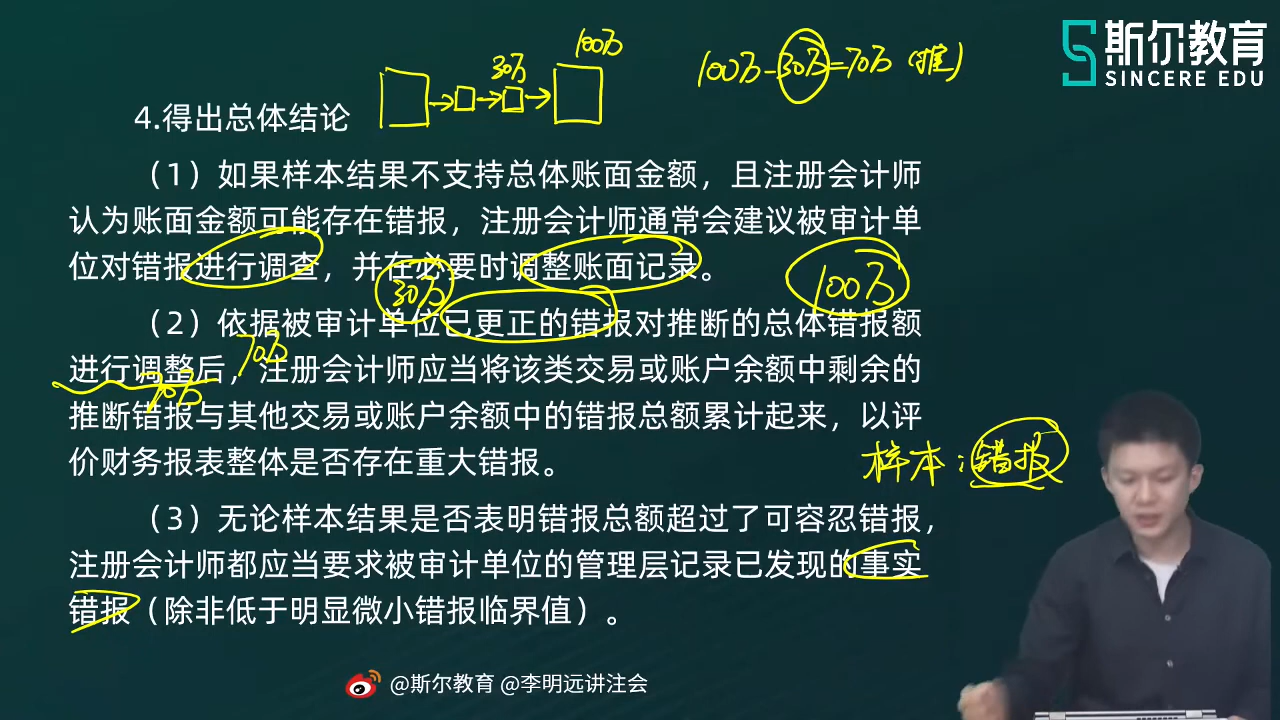 斯尔教育
SINCERE EDU
100万
30万
100万-30万=70万(推)
4.得出总体结论
（1）如果样本结果不支持总体账面金额，且注册会计师
认为账面金额可能存在错报，注册会计师通常会建议被审计单
位对错报进行调查，并在必要时调整账面记录。
30万
100万
（2）依据被审计单位已更正的错报对推断的总体错报额
70万
进行调整后，注册会计师应当将该类交易或账户余额中剩余的
70万
推断错报与其他交易或账户余额中的错报总额累计起来，以评
价财务报表整体是否存在重大错报。
样本：错报
（3）无论样本结果是否表明错报总额超过了可容忍错报，
注册会计师都应当要求被审计单位的管理层记录已发现的事实
错报（除非低于明显微小错报临界值）。
@斯尔教育 @李明远讲注会